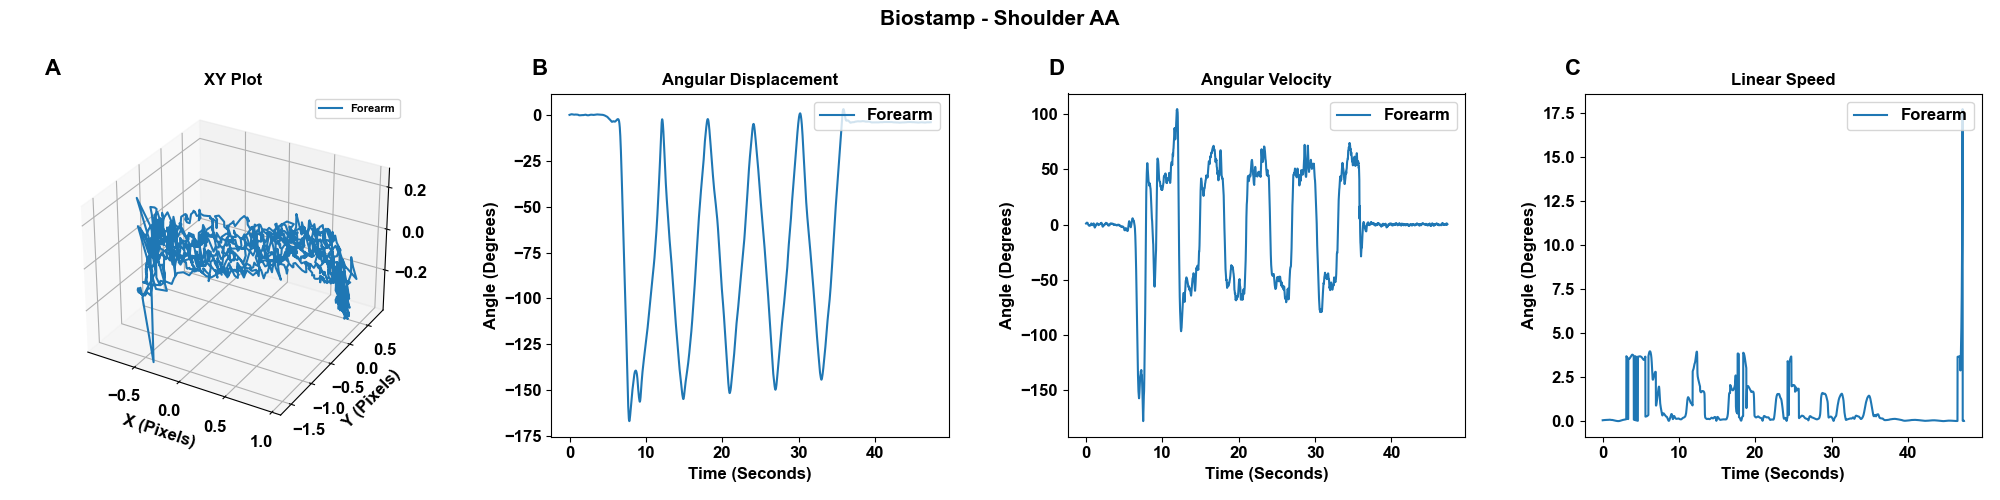 Biostamp - Shoulder AA
A
XY Plot
Forearm
0.2
0.0
−0.2
−0.5
0.0
0.5
1.0
X (Pixels)
0.5
0.0
−0.5
−1.0
−1.5
Y (Pixels)
B
Angular Displacement
Forearm
0
−25
−50
−75
−100
−125
−150
−175
Angle (Degrees)
0 10 20 30 40
Time (Seconds)
D
Angular Velocity
Forearm
100
50
0
−50
−100
−150
Angle (Degrees)
0 10 20 30 40
Time (Seconds)
C
Linear Speed
Forearm
17.5
15.0
12.5
10.0
7.5
5.0
2.5
0.0
Angle (Degrees)
0 10 20 30 40
Time (Seconds)